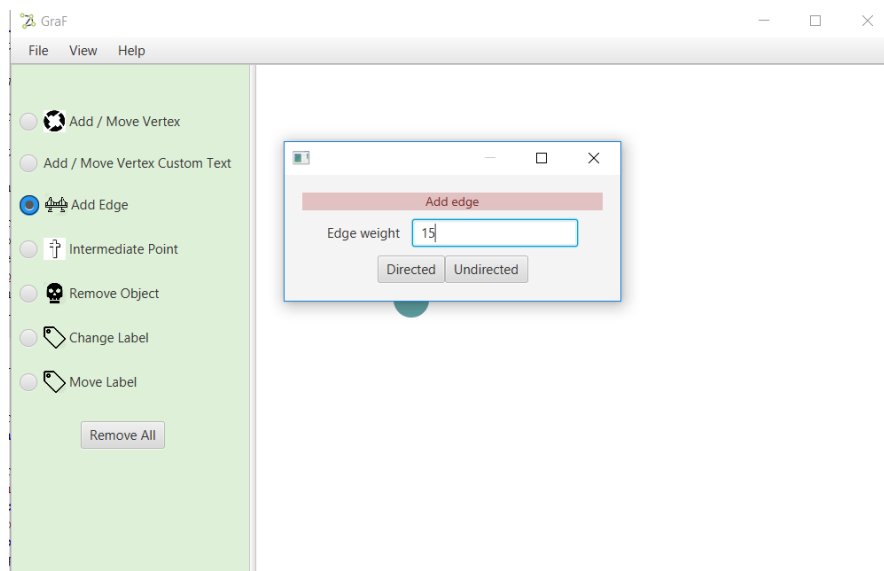 GraF
File View Help
Add / Move Vertex
Add / Move Vertex Custom Text
Add Edge
Intermediate Point
Remove Object
Change Label
Move Label
Remove All
Add edge
Edge weight 15
Directed Undirected